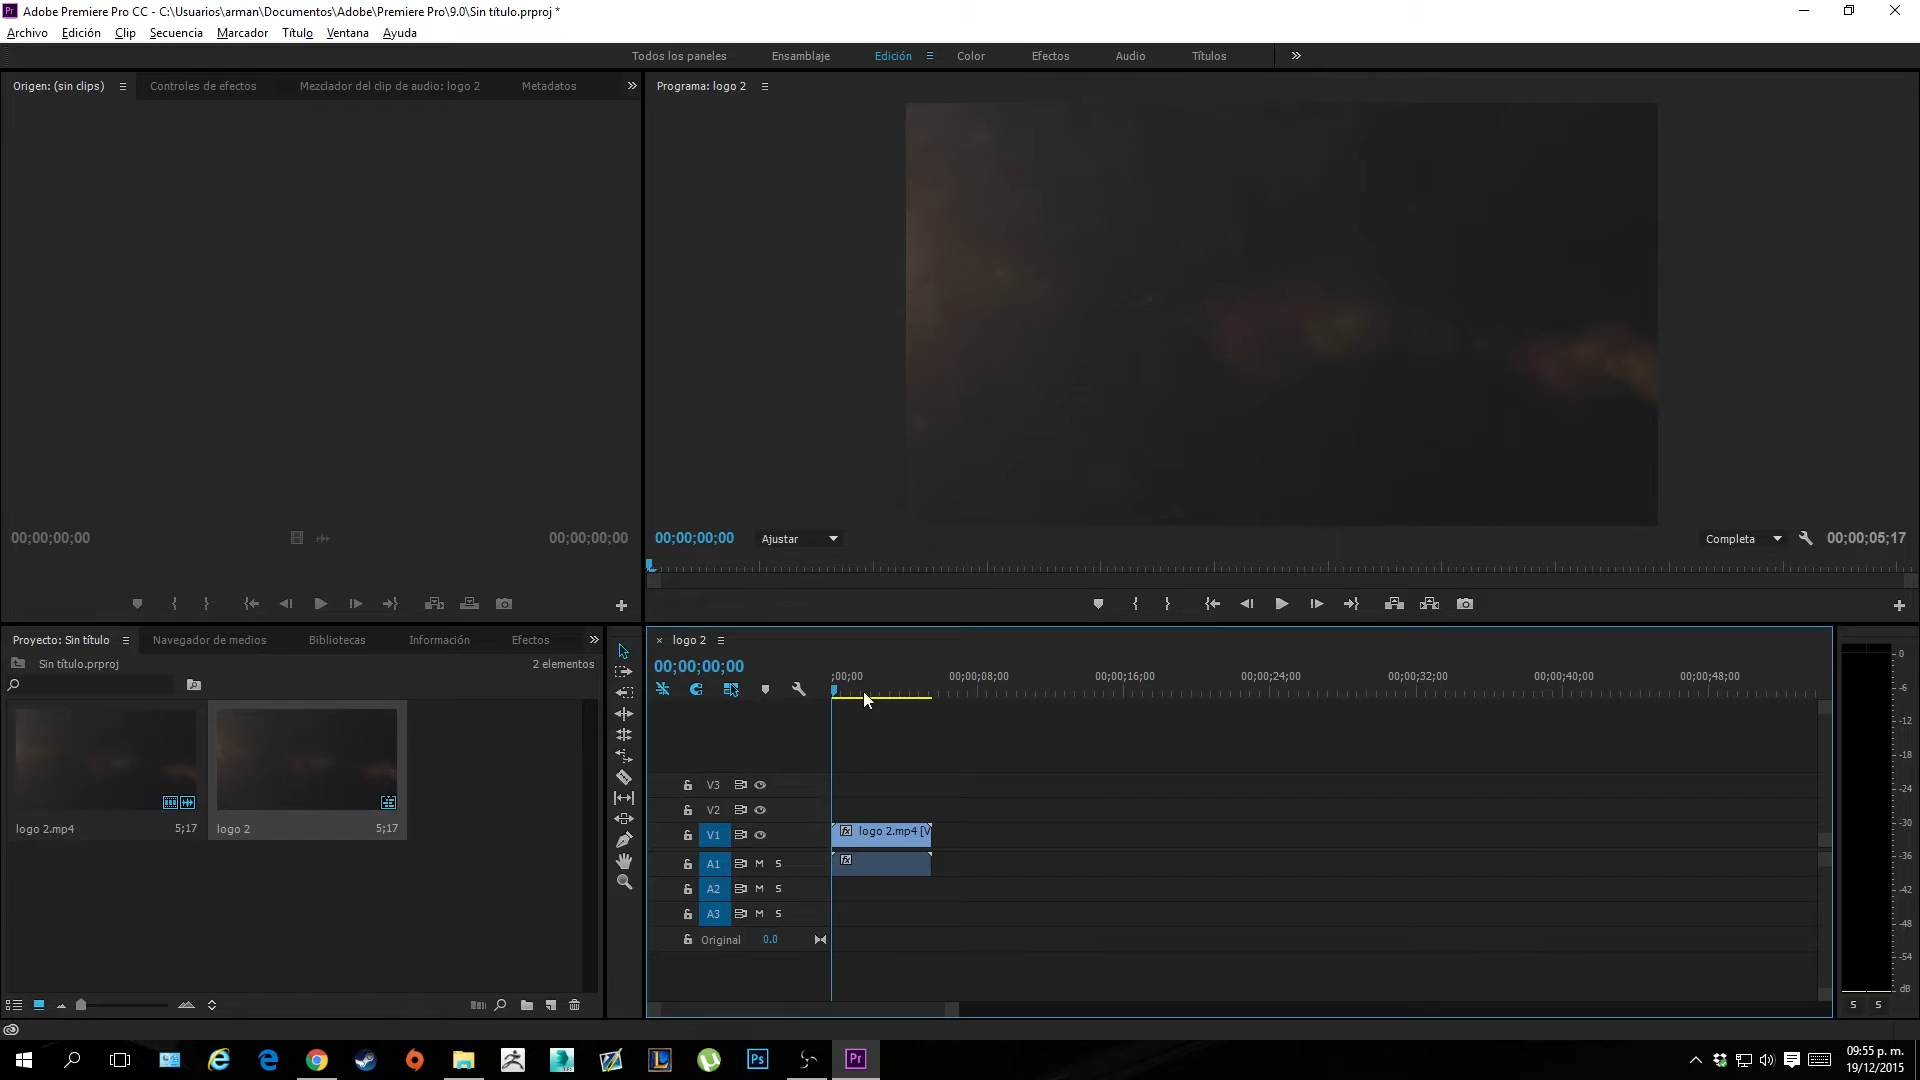 Adobe Premiere Pro CC - C:\Usuarios\arman\Documentos\Adobe\Premiere Pro\9.0\Sin título.prproj *
Archivo Edición Clip Secuencia Marcador Título Ventana Ayuda
Todos los paneles Ensamblaje Edición Color Efectos Audio Títulos
Origen: (sin clips) Controles de efectos Mezclador del clip de audio: logo 2 Metadatos
Programa: logo 2
00;00;00;00 00;00;00;00
00;00;00;00 Ajustar Completa 00;00;05;17
Proyecto: Sin título Navegador de medios Bibliotecas Información Efectos
Sin título.prproj 2 elementos
logo 2.mp4 5;17
logo 2 5;17
logo 2
00;00;00;00
;00;00 00;00;08;00 00;00;16;00 00;00;24;00 00;00;32;00 00;00;40;00 00;00;48;00
V3
V2
V1 fx logo 2.mp4 [V
A1 M S fx
A2 M S
A3 M S
Original 0.0
0
-6
-12
-18
-24
-30
-36
-42
-48
-54
dB
S S
Ps Pr
09:55 p. m.
19/12/2015